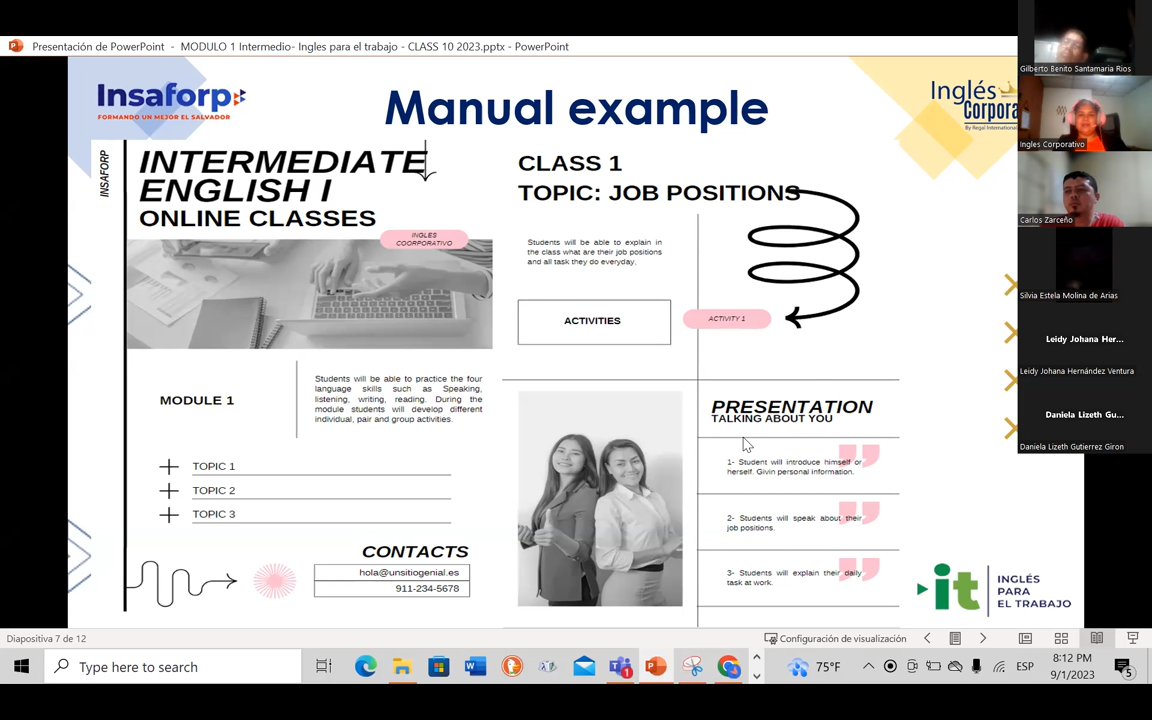 Presentación de PowerPoint - MODULO 1 Intermedio- Ingles para el trabajo - CLASS 10 2023.pptx - PowerPoint
Insaforp
FORMANDO UN MEJOR EL SALVADOR
Manual example
Inglés
Corpora
By Regal International
INSAFORP
INTERMEDIATE
ENGLISH I
ONLINE CLASSES
INGLES
COORPORATIVO
MODULE 1
Students will be able to practice the four
language skills such as Speaking,
listening, writing, reading. During the
module students will develop different
individual, pair and group activities.
TOPIC 1
TOPIC 2
TOPIC 3
CONTACTS
hola@unsitiogenial.es
911-234-5678
CLASS 1
TOPIC: JOB POSITIONS
Students will be able to explain in
the class what are their job positions
and all task they do everyday,
ACTIVITIES
ACTIVITY 1
PRESENTATION
TALKING ABOUT YOU
1- Student will introduce himself or
herself. Givin personal information.
2- Students will speak about their
job positions.
3- Students will explain their daily
task at work.
it
INGLÉS
PARA
EL TRABAJO
Gilberto Benito Santamaria Rios
Ingles Corporativo
Carlos Zarceño
Silvia Estela Molina de Arias
Leidy Johana Her...
Leidy Johana Hernández Ventura
Daniela Lizeth Gu...
Daniela Lizeth Gutierrez Giron
Diapositiva 7 de 12
Configuración de visualización
Type here to search
1
75°F
ESP
8:12 PM
9/1/2023
5